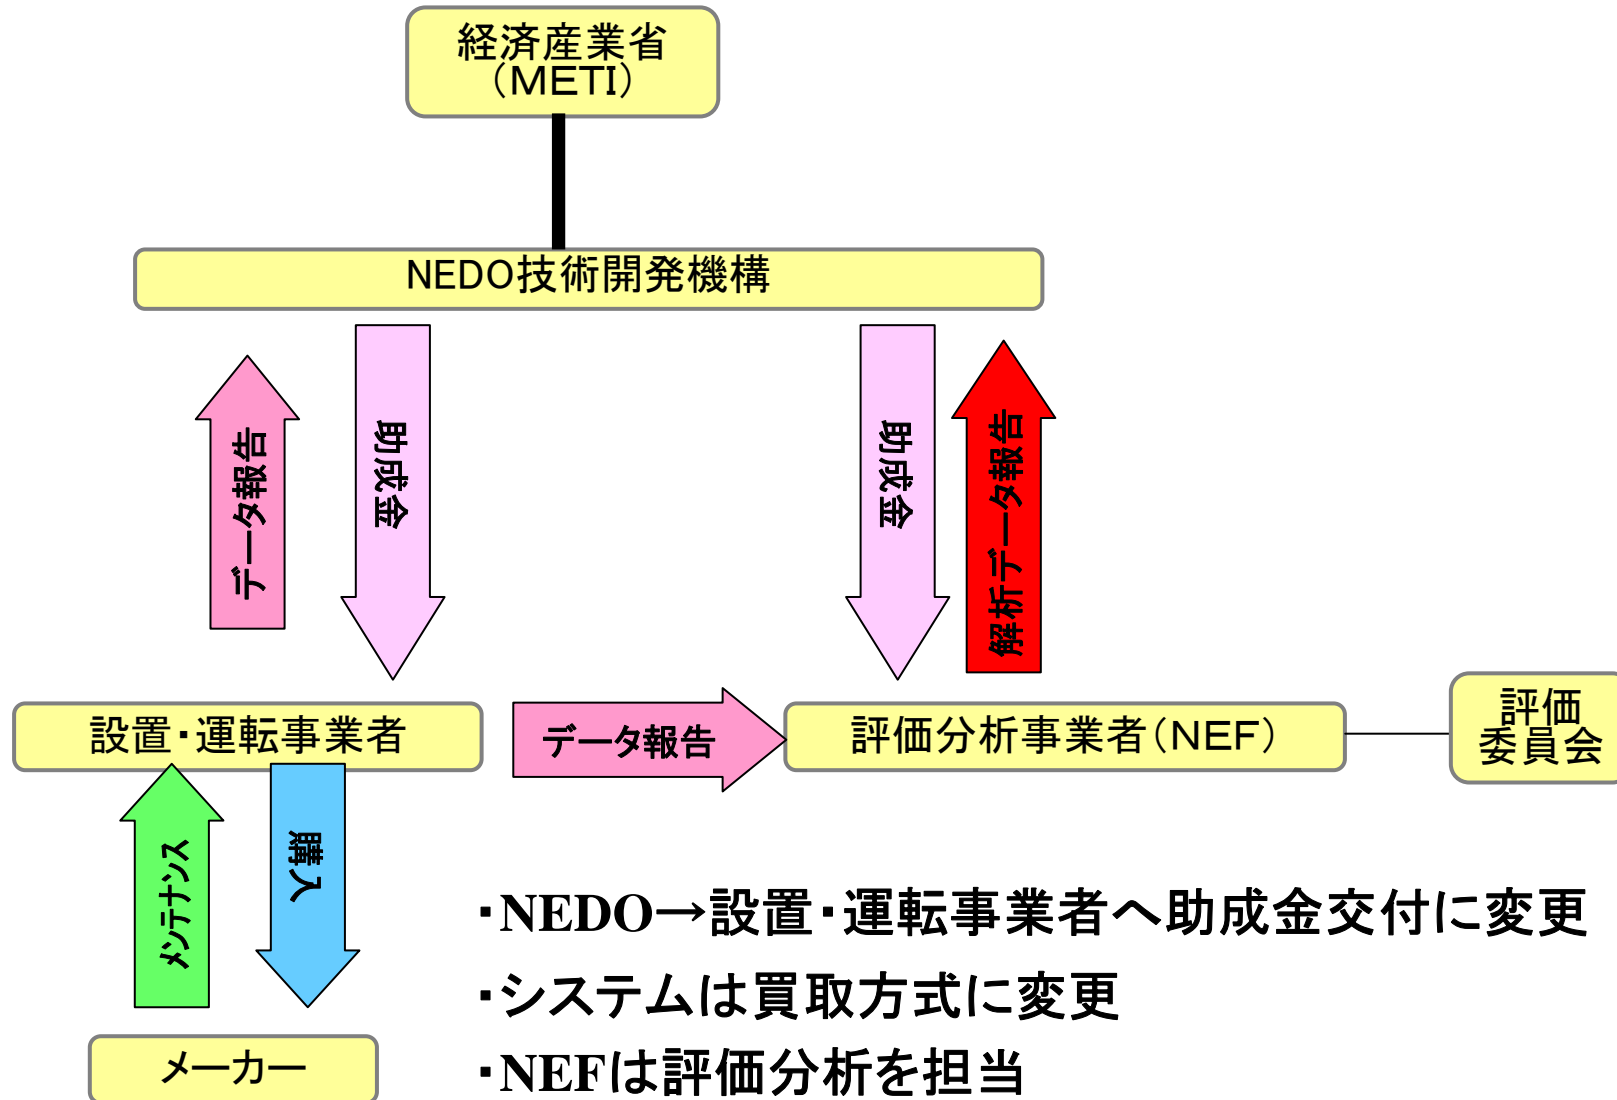 経済産業省
（METI）
NEDO技術開発機構
データ報告
助成金
助成金
解析データ報告
設置・運転事業者
データ報告
評価分析事業者（NEF）
評価
委員会
メンテナンス
購入
・NEDO→設置・運転事業者へ助成金交付に変更
・システムは買取方式に変更
メーカー
・NEFは評価分析を担当